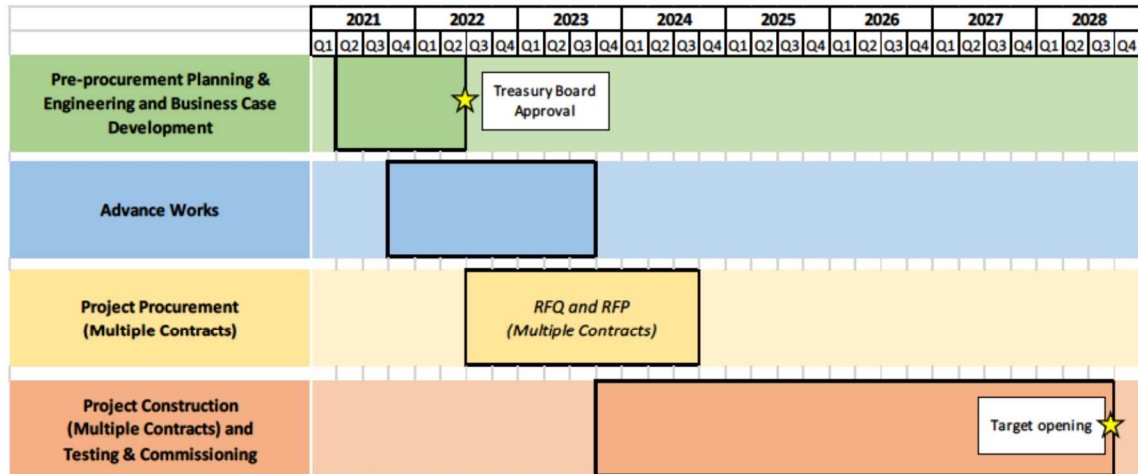 2021 2022 2023 2024 2025 2026 2027 2028
Q1 Q2 Q3 Q4 Q1 Q2 Q3 Q4 Q1 Q2 Q3 Q4 Q1 Q2 Q3 Q4 Q1 Q2 Q3 Q4 Q1 Q2 Q3 Q4 Q1 Q2 Q3 Q4 Q1 Q2 Q3 Q4
Pre-procurement Planning &
Engineering and Business Case
Development
Treasury Board
Approval
Advance Works
Project Procurement
(Multiple Contracts)
RFQ and RFP
(Multiple Contracts)
Project Construction
(Multiple Contracts) and
Testing & Commissioning
Target opening